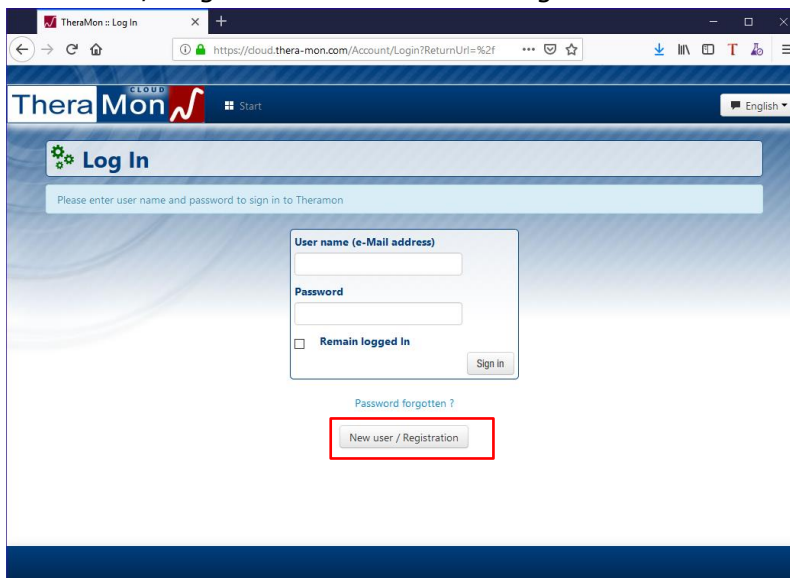 TheraMon :: Log In
https://cloud.thera-mon.com/Account/Login?ReturnUrl=%2f
CLOUD
Thera Mon
Start
English
Log In
Please enter user name and password to sign in to Theramon
User name (e-Mail address)
Password
Remain logged In
Sign in
Password forgotten ?
New user / Registration